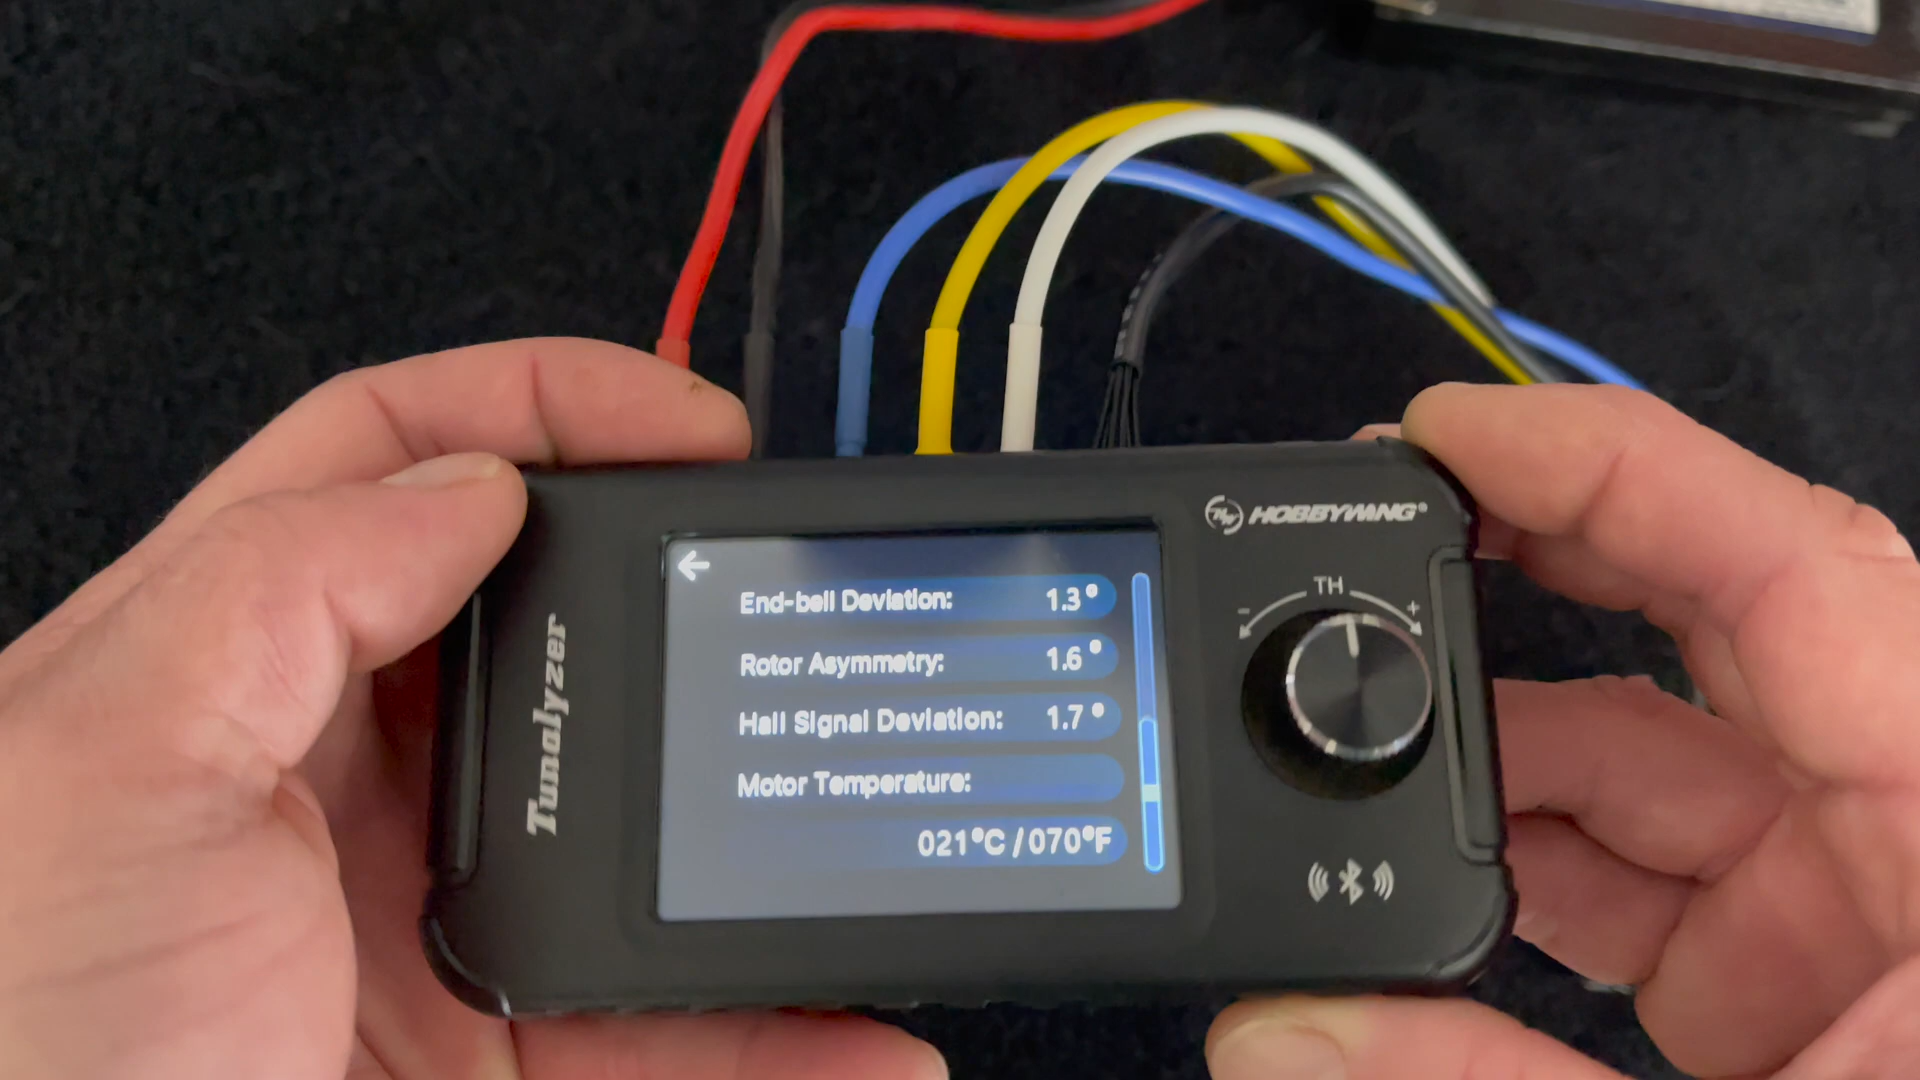 HOBBYWING®
TH
- +
Tunalyzer
End-bell Deviation: 1.3°
Rotor Asymmetry: 1.6°
Hall Signal Deviation: 1.7°
Motor Temperature:
021°C / 070°F